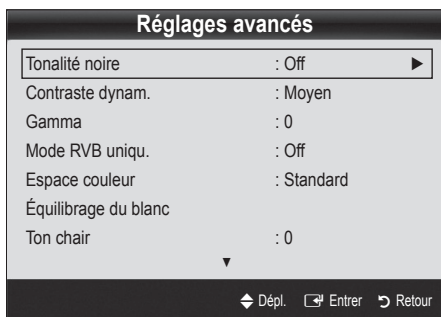 Réglages avancés
Tonalité noire : Off ▶
Contraste dynam. : Moyen
Gamma : 0
Mode RVB uniqu. : Off
Espace couleur : Standard
Équilibrage du blanc
Ton chair : 0
▼
Dépl. Entrer Retour